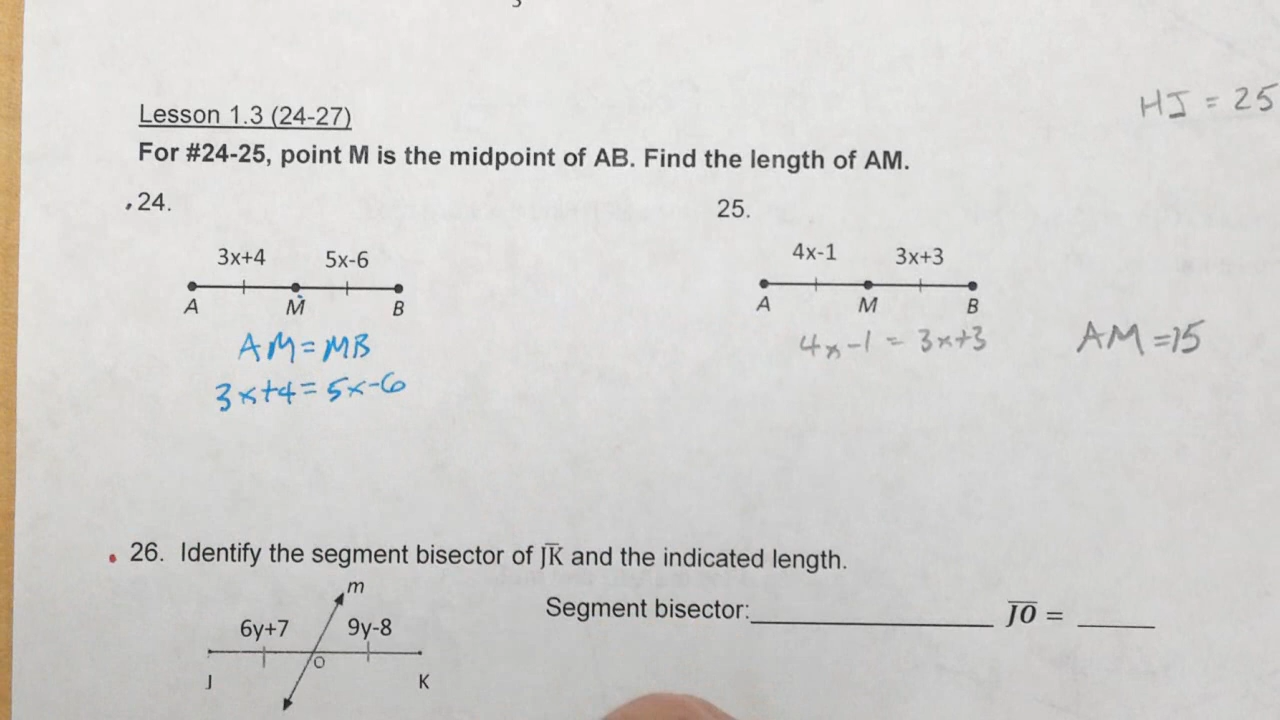 HJ = 25
Lesson 1.3 (24-27)
For #24-25, point M is the midpoint of AB. Find the length of AM.
24.
3x+4 5x-6
A M B
AM = MB
3x+4 = 5x-6
25.
4x-1 3x+3
A M B
4x-1 = 3x+3
AM = 15
26. Identify the segment bisector of J͞K and the indicated length.
m
6y+7 9y-8
O
J K
Segment bisector:______________ J͞O = _____